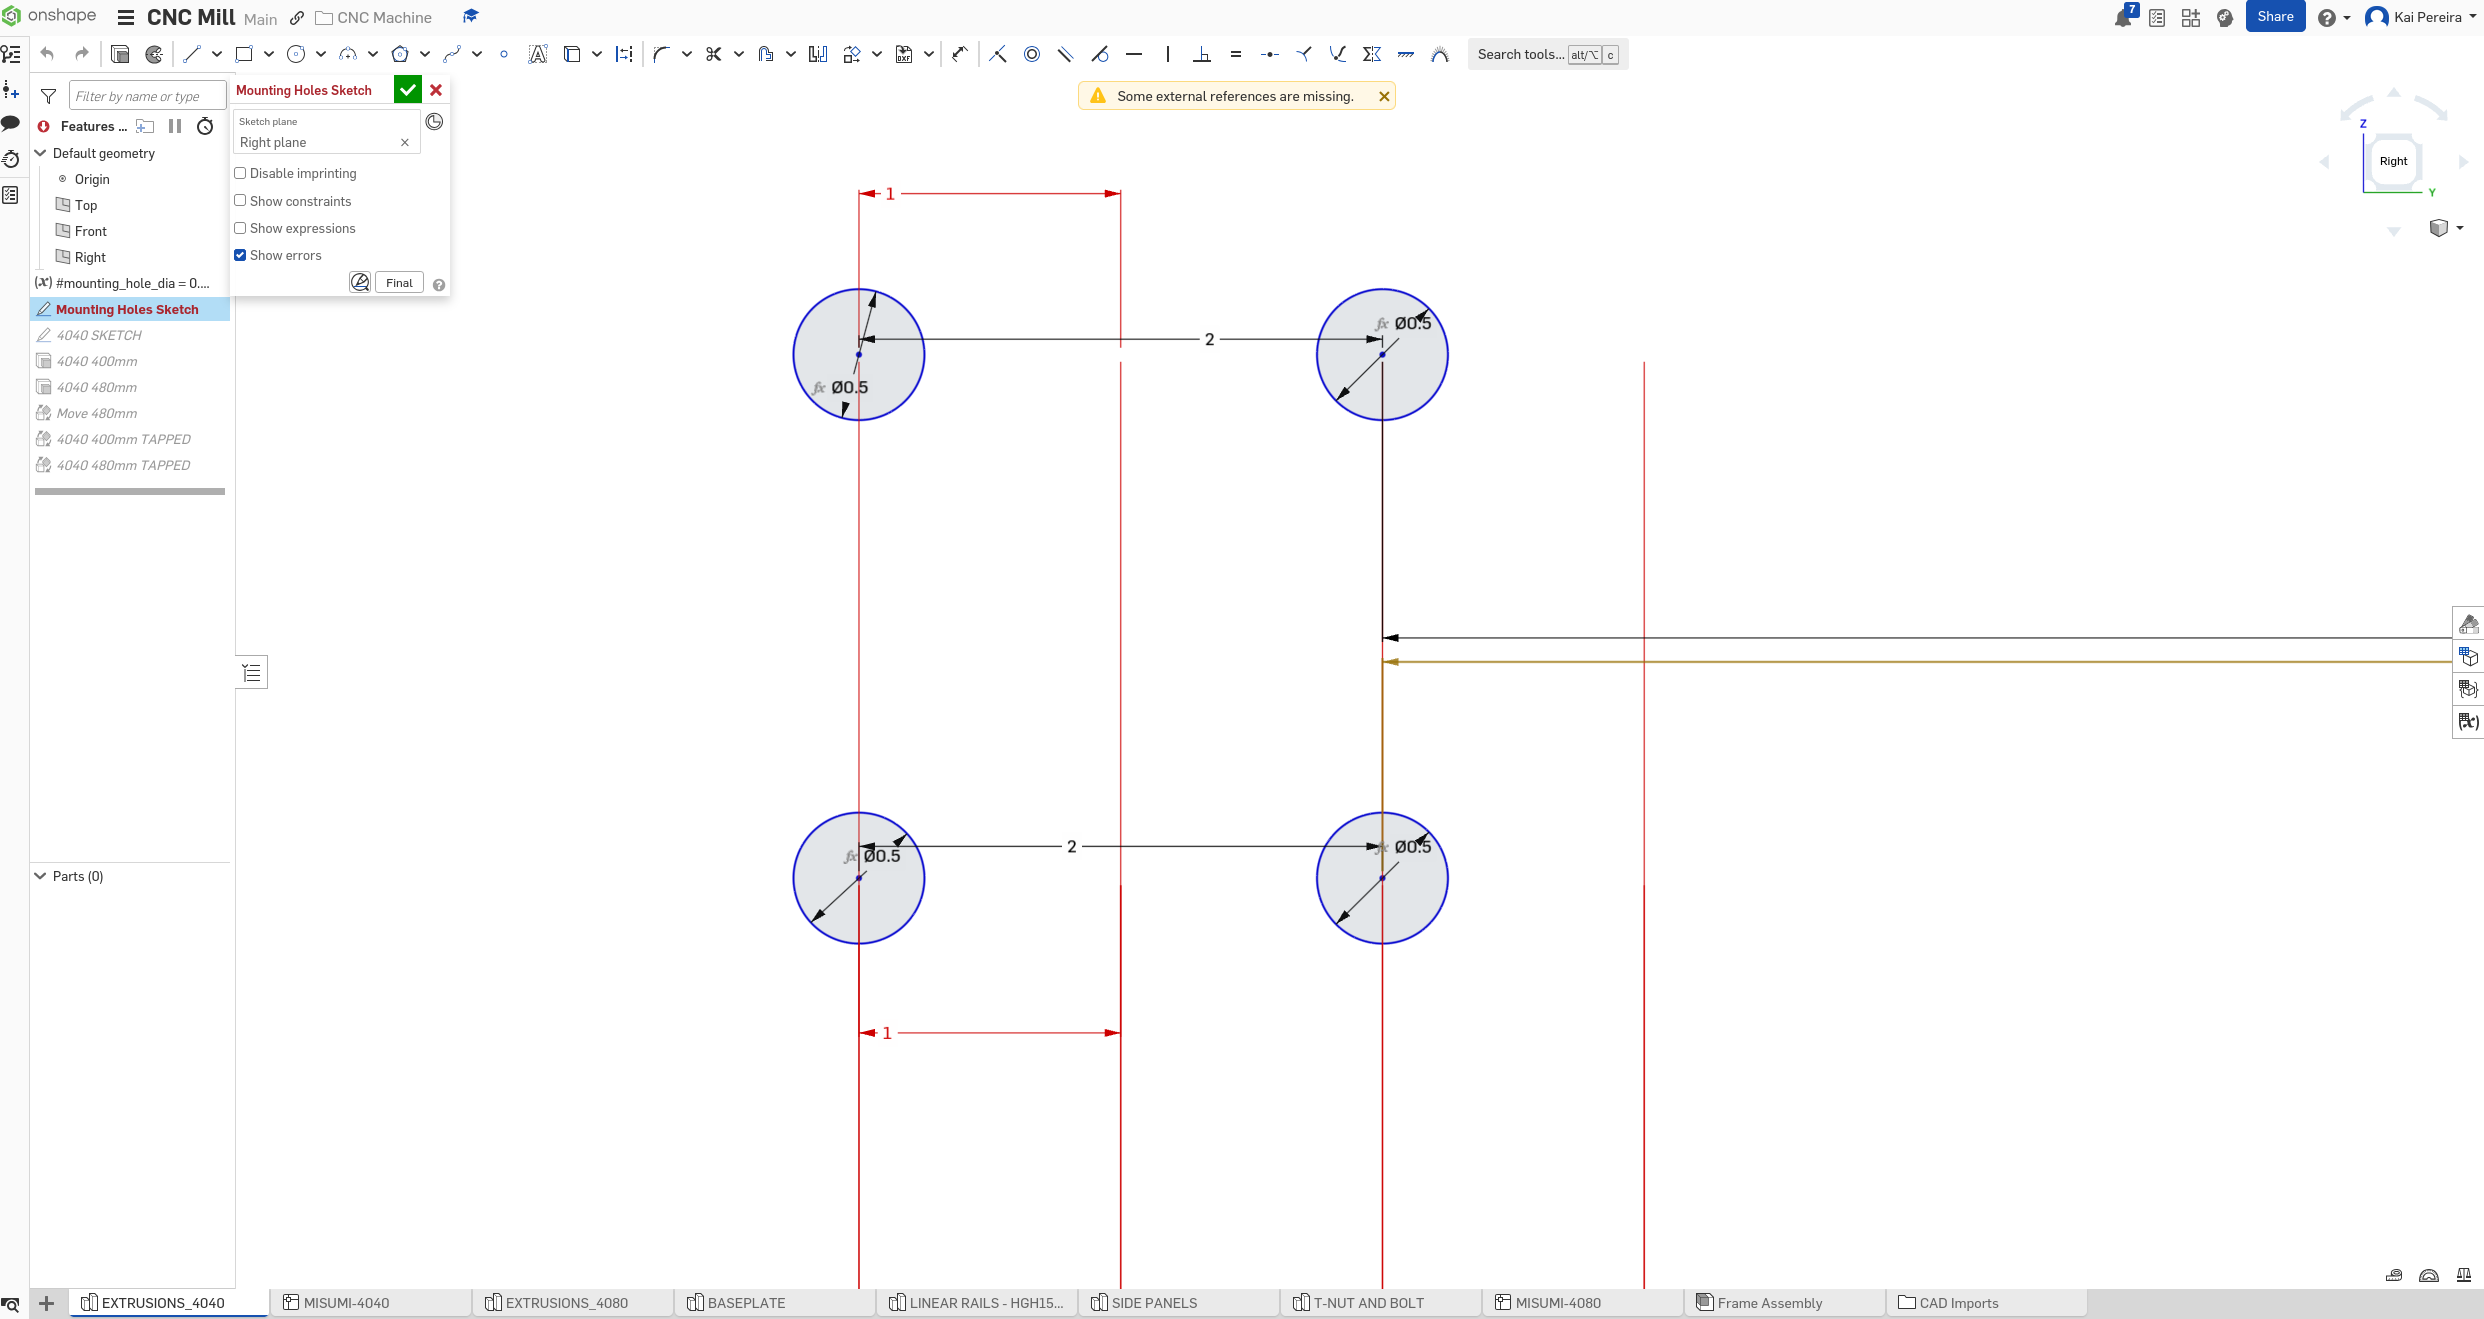 onshape CNC Mill Main CNC Machine 7 Share Kai Pereira
Search tools... alt/⌥ c
Filter by name or type
Mounting Holes Sketch
Some external references are missing.
Features ...
Sketch plane
Right plane
Default geometry
Origin
Top
Front
Right
#mounting_hole_dia = 0....
Mounting Holes Sketch
4040 SKETCH
4040 400mm
4040 480mm
Move 480mm
4040 400mm TAPPED
4040 480mm TAPPED
Disable imprinting
Show constraints
Show expressions
Show errors
Final
Parts (0)
Z
Right
Y
1
fx Ø0.5
2
fx Ø0.5
2
fx Ø0.5
fx Ø0.5
1
EXTRUSIONS_4040 MISUMI-4040 EXTRUSIONS_4080 BASEPLATE LINEAR RAILS - HGH15... SIDE PANELS T-NUT AND BOLT MISUMI-4080 Frame Assembly CAD Imports